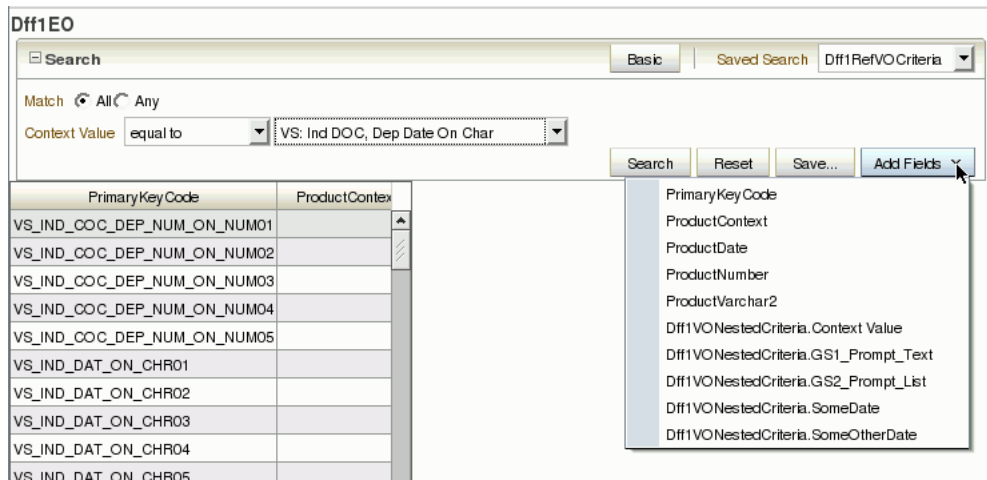 Dff1EO
Search
Basic
Saved Search
Dff1RefVOCriteria
Match All Any
Context Value
equal to
VS: Ind DOC, Dep Date On Char
Search
Reset
Save...
Add Fields
PrimaryKeyCode
ProductContex
VS_IND_COC_DEP_NUM_ON_NUM01
VS_IND_COC_DEP_NUM_ON_NUM02
VS_IND_COC_DEP_NUM_ON_NUM03
VS_IND_COC_DEP_NUM_ON_NUM04
VS_IND_COC_DEP_NUM_ON_NUM05
VS_IND_DAT_ON_CHR01
VS_IND_DAT_ON_CHR02
VS_IND_DAT_ON_CHR03
VS_IND_DAT_ON_CHR04
VS_IND_DAT_ON_CHR05
PrimaryKeyCode
ProductContext
ProductDate
ProductNumber
ProductVarchar2
Dff1VONestedCriteria.Context Value
Dff1VONestedCriteria.GS1_Prompt_Text
Dff1VONestedCriteria.GS2_Prompt_List
Dff1VONestedCriteria.SomeDate
Dff1VONestedCriteria.SomeOtherDate